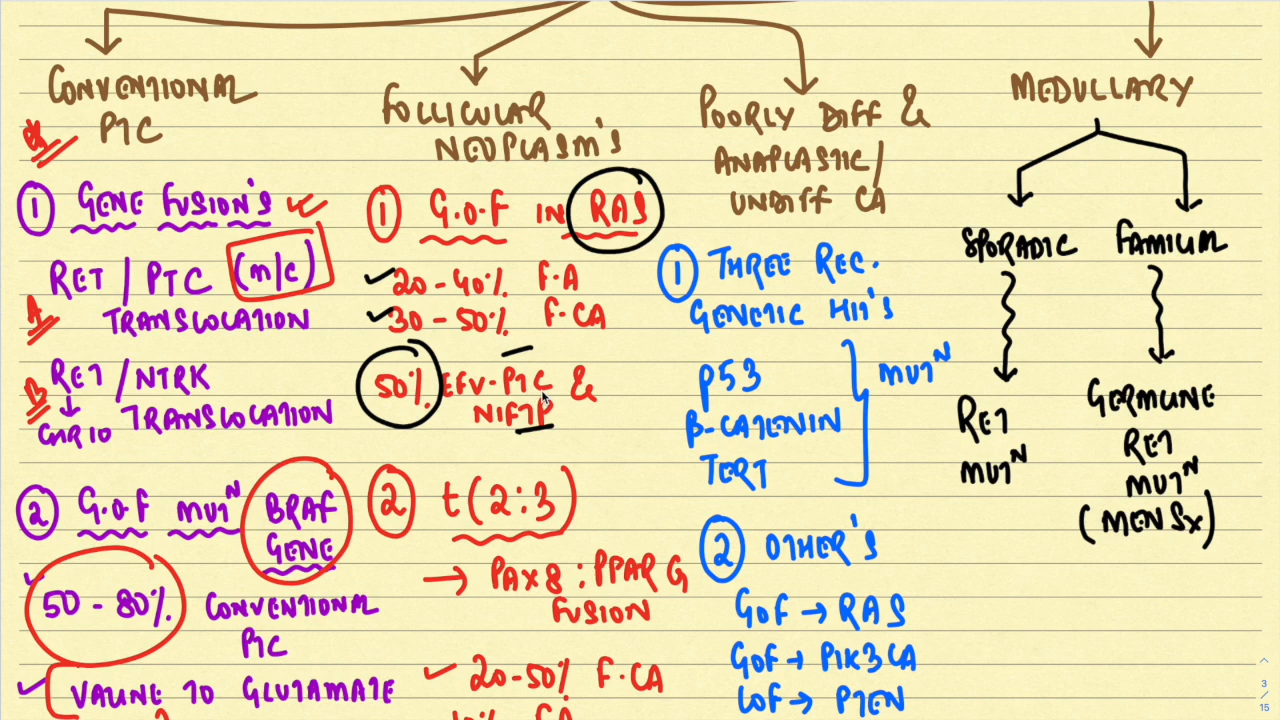 CONVENTIONAL
PTC
① GENE FUSION'S
RET / PTC (m/c)
A TRANSLOCATION
B RET / NTRK
TRANSLOCATION
② G.O.F MUTᴺ BRAF
GENE
50 - 80% CONVENTIONAL
PTC
VALINE TO GLUTAMATE
FOLLICULAR
NEOPLASM'S
① G.O.F IN RAS
20 - 40% F.A
30 - 50% F.CA
50% EFV-PTC &
NIFTP
② t(2:3)
→ PAX8 : PPAR G
FUSION
20-50% F.CA
POORLY DIFF &
ANAPLASTIC /
UNDIFF CA
① THREE REC.
GENETIC HIT'S
P53
β-CATENIN
TERT
MUTᴺ
② OTHER'S
GOF → RAS
GOF → PIK3CA
LOF → PTEN
MEDULLARY
SPORADIC
RET
MUTᴺ
FAMILIAL
GERMLINE
RET
MUTᴺ
(MEN Sx)
3
/
15